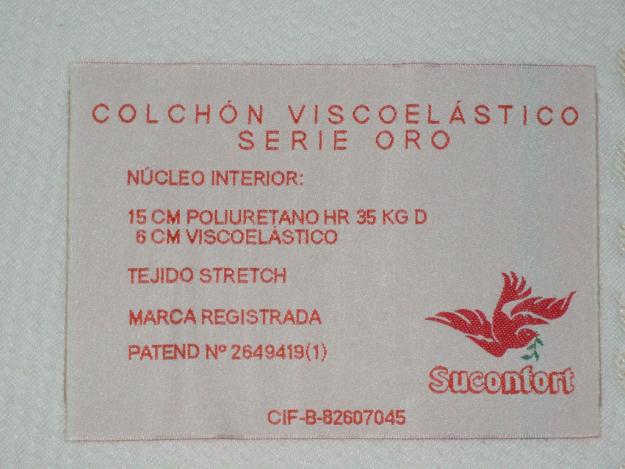 COLCHÓN VISCOELÁSTICO
SERIE ORO
NÚCLEO INTERIOR:
15 CM POLIURETANO HR 35 KG D
6 CM VISCOELÁSTICO
TEJIDO STRETCH
MARCA REGISTRADA
PATEND Nº 2649419(1)
Suconfort
CIF-B-82607045